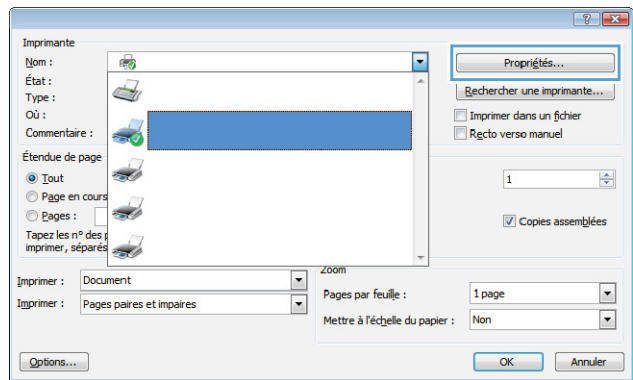 Imprimante
Nom :
Propriétés...
État :
Type :
Rechercher une imprimante...
Où :
Imprimer dans un fichier
Commentaire :
Recto verso manuel
Étendue de page
Tout
1
Page en cours
Pages :
Copies assemblées
Tapez les nº des p
imprimer, séparés
Zoom
Imprimer :
Document
Pages par feuille :
1 page
Imprimer :
Pages paires et impaires
Mettre à l'échelle du papier :
Non
Options...
OK
Annuler